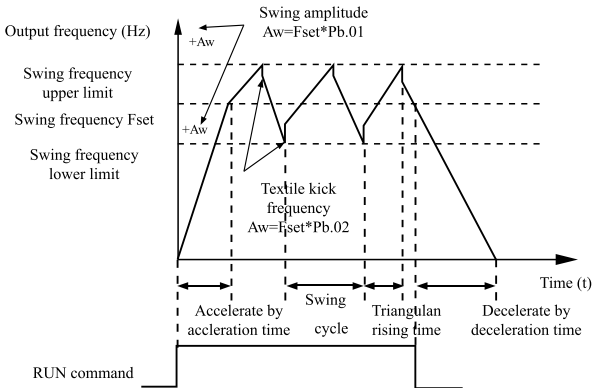 Swing amplitude
Aw=Fset*Pb.01
Output frequency (Hz)
+Aw
Swing frequency
upper limit
Swing frequency Fset
+Aw
Swing frequency
lower limit
Textile kick
frequency
Aw=Fset*Pb.02
Time (t)
Accelerate by
accleration time
Swing
cycle
Triangulan
rising time
Decelerate by
deceleration time
RUN command